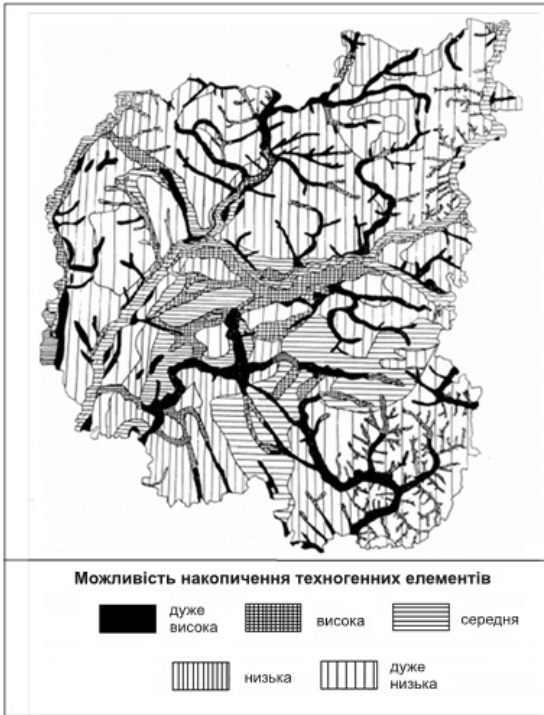 Можливість накопичення техногенних елементів
дуже
висока
висока
середня
низька
дуже
низька